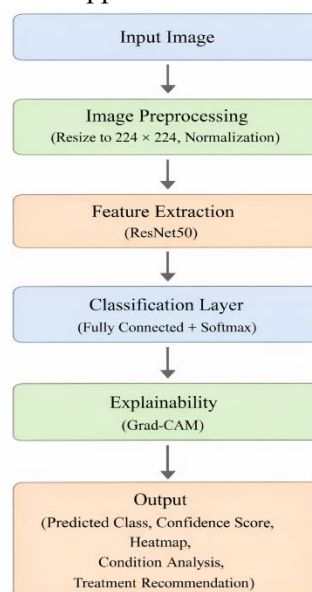 Input Image
Image Preprocessing
(Resize to 224 × 224, Normalization)
Feature Extraction
(ResNet50)
Classification Layer
(Fully Connected + Softmax)
Explainability
(Grad-CAM)
Output
(Predicted Class, Confidence Score,
Heatmap,
Condition Analysis,
Treatment Recommendation)